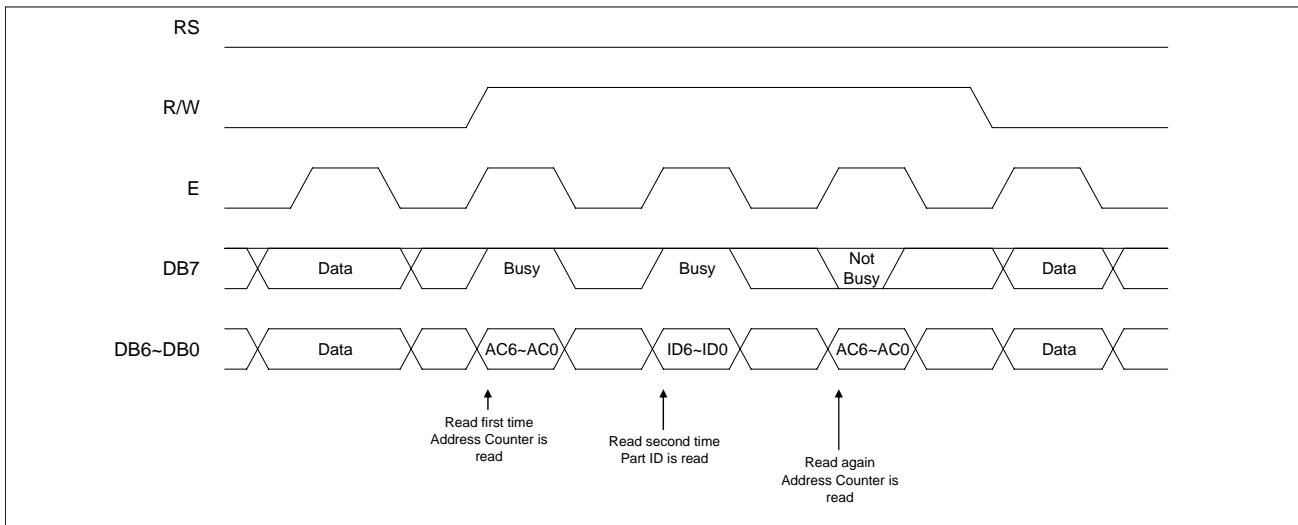 RS
R/W
E
DB7
Data
Busy
Busy
Not
Busy
Data
DB6~DB0
Data
AC6~AC0
ID6~ID0
AC6~AC0
Data
Read first time
Address Counter is
read
Read second time
Part ID is read
Read again
Address Counter is
read